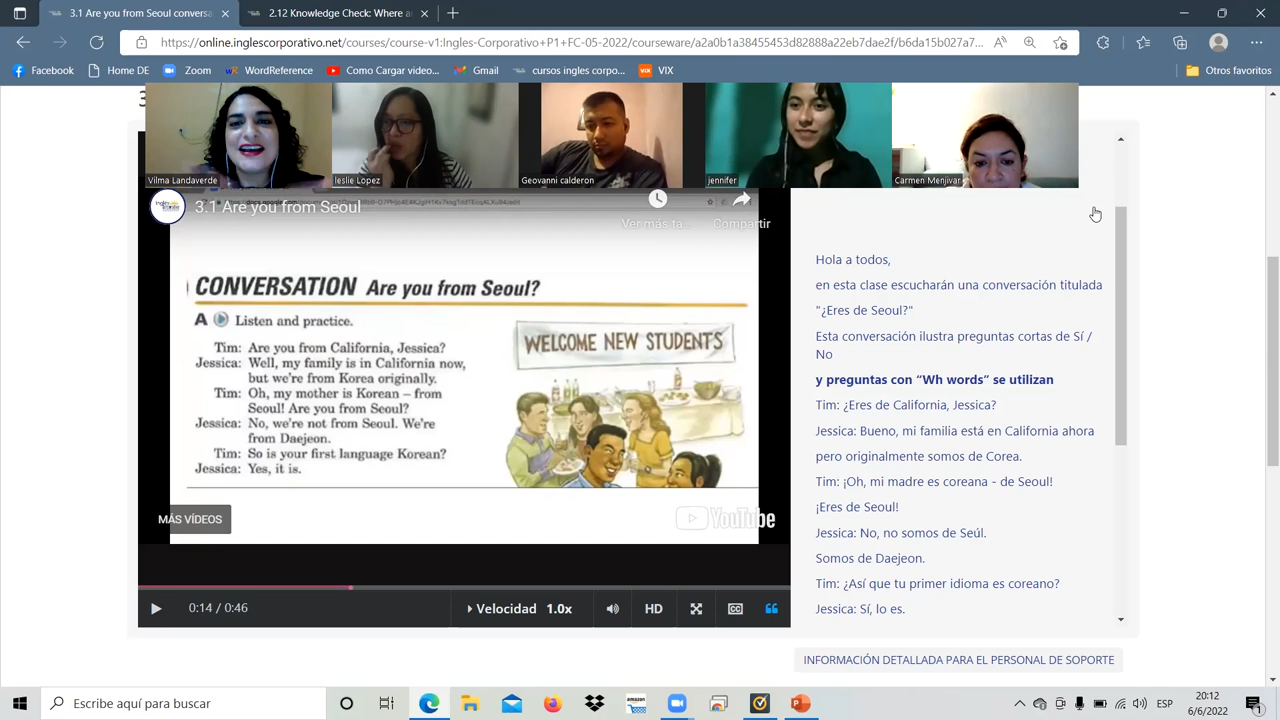 3.1 Are you from Seoul? | 3.1 A
2.12 Encuentra Where a
https://online.inglescorporativo.net/courses/course-v1:Ingles-Corporativo+P1+FC-05-2022/courseware/a2a0b1a38455453d82888a22eb7dae2f/b6da15b027a7...
Facebook
Home DE
Zoom
WordReference
Como Cargar video...
Gmail
cursos ingles corpo...
VIX
Otros favoritos
Vilma Landaverde
leslie Lopez
Geovanni calderon
jennifer
Carmen Menjivar
3.1 Are you from Seoul
Ver más ta...
Compartir
CONVERSATION Are you from Seoul?
A Listen and practice.
Tim: Are you from California, Jessica?
Jessica: Well, my family is in California now,
but we're from Korea originally.
Tim: Oh, my mother is Korean – from
Seoul! Are you from Seoul?
Jessica: No, we're not from Seoul. We're
from Daejeon.
Tim: So is your first language Korean?
Jessica: Yes, it is.
WELCOME NEW STUDENTS
MÁS VÍDEOS
YouTube
0:14 / 0:46
Velocidad 1.0x
HD
Hola a todos,
en esta clase escucharán una conversación titulada
"¿Eres de Seoul?"
Esta conversación ilustra preguntas cortas de Sí /
No
y preguntas con “Wh words” se utilizan
Tim: ¿Eres de California, Jessica?
Jessica: Bueno, mi familia está en California ahora
pero originalmente somos de Corea.
Tim: ¡Oh, mi madre es coreana - de Seoul!
¡Eres de Seoul!
Jessica: No, no somos de Seúl.
Somos de Daejeon.
Tim: ¿Así que tu primer idioma es coreano?
Jessica: Sí, lo es.
INFORMACIÓN DETALLADA PARA EL PERSONAL DE SOPORTE
Escribe aquí para buscar
ESP
20:12
6/6/2022